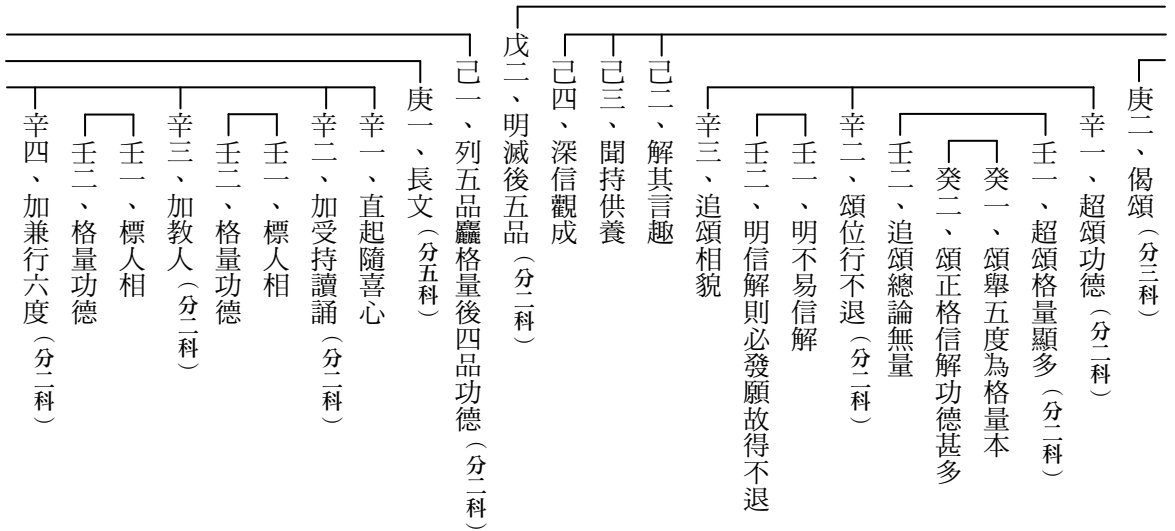 庚二、偈頌（分三科）
辛一、超頌功德（分二科）
壬一、超頌格量顯多（分二科）
癸一、頌舉五度為格量本
癸二、頌正格信解功德甚多
壬二、追頌總論無量
辛二、頌位行不退（分二科）
壬一、明不易信解
壬二、明信解則必發願故得不退
辛三、追頌相貌
己二、解其言趣
己三、聞持供養
己四、深信觀成
戊二、明滅後五品（分二科）
己一、列五品麤格量後四品功德（分二科）
庚一、長文（分五科）
辛一、直起隨喜心
辛二、加受持讀誦（分二科）
壬一、標人相
壬二、格量功德
辛三、加教人（分二科）
壬一、標人相
壬二、格量功德
辛四、加兼行六度（分二科）